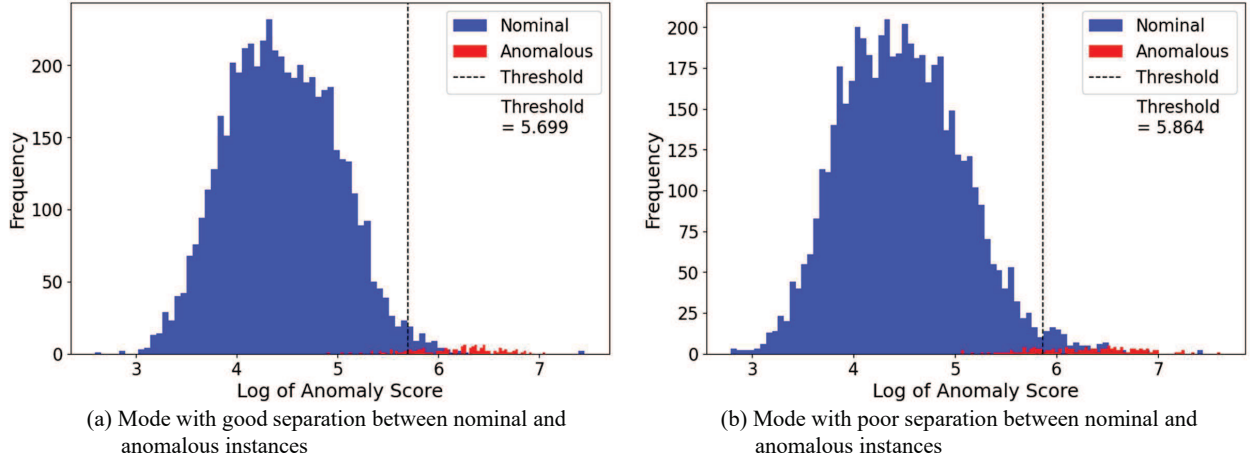 Nominal
Anomalous
Threshold
Threshold
= 5.699
Frequency
200
150
100
50
0
3
4
5
6
7
Log of Anomaly Score
(a) Mode with good separation between nominal and
anomalous instances
Nominal
Anomalous
Threshold
Threshold
= 5.864
Frequency
200
175
150
125
100
75
50
25
0
3
4
5
6
7
Log of Anomaly Score
(b) Mode with poor separation between nominal and
anomalous instances